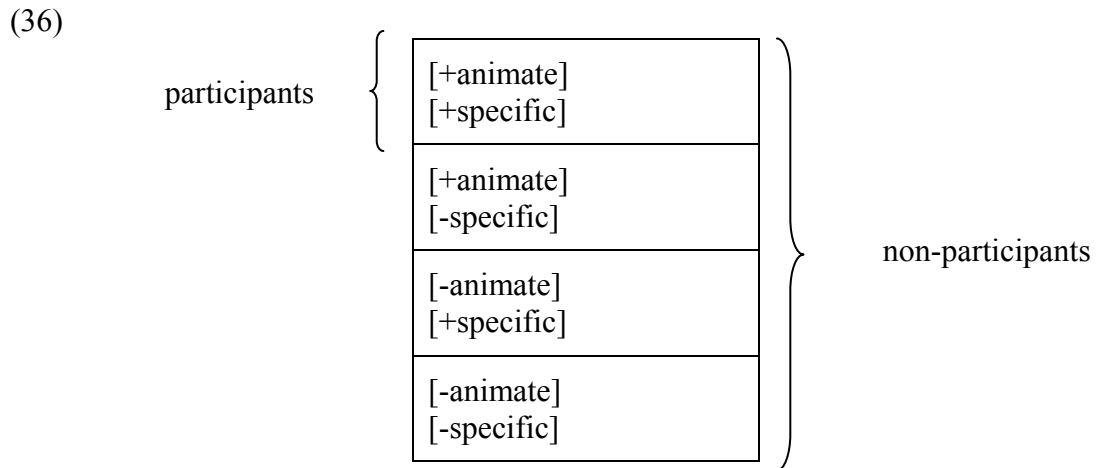 (36)
participants
[+animate]
[+specific]
[+animate]
[-specific]
[-animate]
[+specific]
[-animate]
[-specific]
non-participants